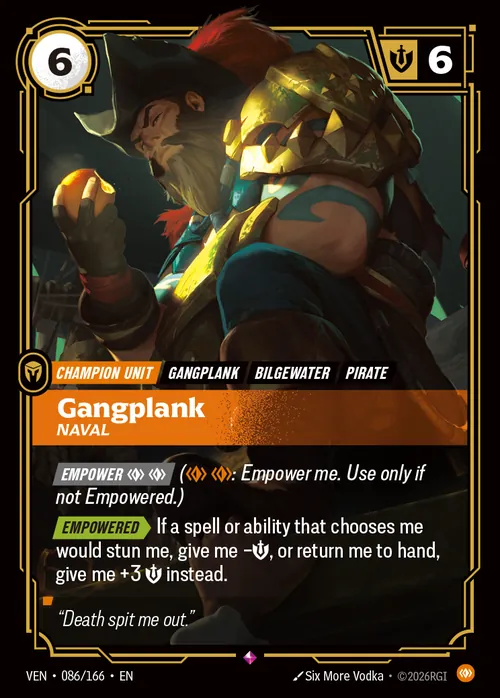 6
6
CHAMPION UNIT GANGPLANK BILGEWATER PIRATE
Gangplank
NAVAL
EMPOWER (: Empower me. Use only if
not Empowered.)
EMPOWERED If a spell or ability that chooses me
would stun me, give me –, or return me to hand,
give me +3 instead.
“Death spit me out.”
VEN • 086/166 • EN
Six More Vodka • ©2026RGI